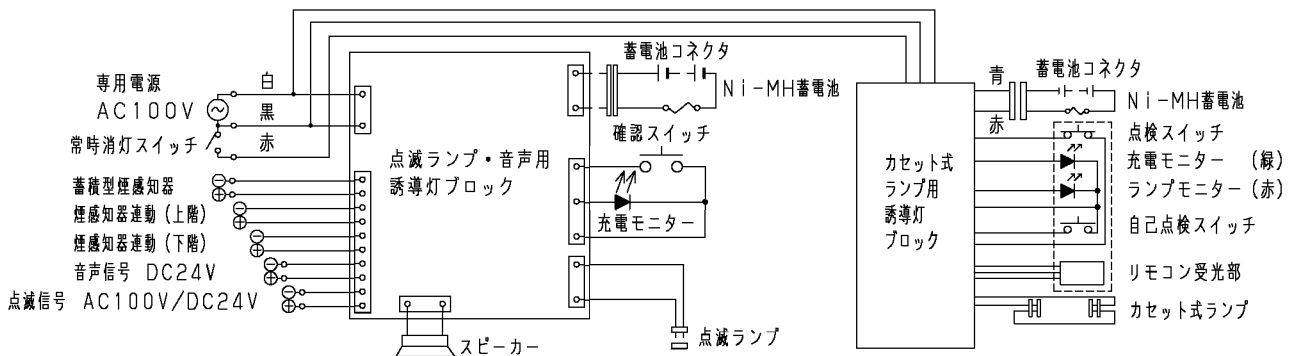 専用電源
AC100V
常時消灯スイッチ
白
黒
赤
蓄積型煙感知器
煙感知器連動(上階)
煙感知器連動(下階)
音声信号 DC24V
点滅信号 AC100V/DC24V
点滅ランプ・音声用
誘導灯ブロック
スピーカー
蓄電池コネクタ
Ni-MH蓄電池
確認スイッチ
充電モニター
点滅ランプ
カセット式
ランプ用
誘導灯
ブロック
青
赤
蓄電池コネクタ
Ni-MH蓄電池
点検スイッチ
充電モニター (緑)
ランプモニター(赤)
自己点検スイッチ
リモコン受光部
カセット式ランプ